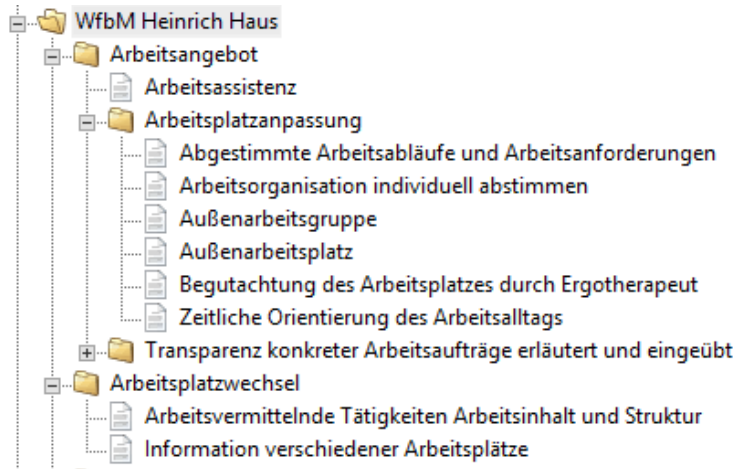 WfbM Heinrich Haus
Arbeitsangebot
Arbeitsassistenz
Arbeitsplatzanpassung
Abgestimmte Arbeitsabläufe und Arbeitsanforderungen
Arbeitsorganisation individuell abstimmen
Außenarbeitsgruppe
Außenarbeitsplatz
Begutachtung des Arbeitsplatzes durch Ergotherapeut
Zeitliche Orientierung des Arbeitsalltags
Transparenz konkreter Arbeitsaufträge erläutert und eingeübt
Arbeitsplatzwechsel
Arbeitsvermittelnde Tätigkeiten Arbeitsinhalt und Struktur
Information verschiedener Arbeitsplätze